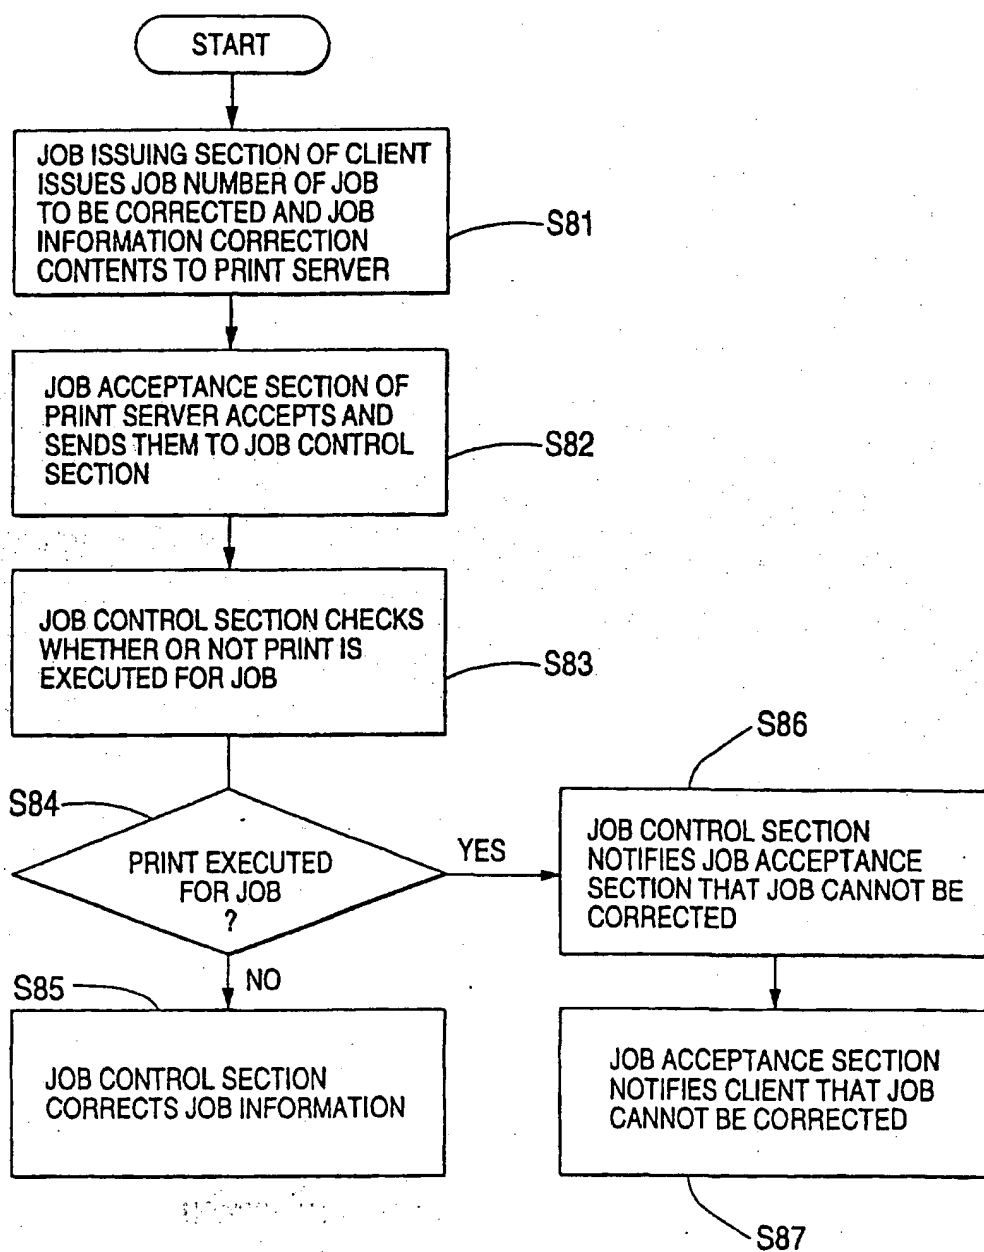 START
JOB ISSUING SECTION OF CLIENT
ISSUES JOB NUMBER OF JOB
TO BE CORRECTED AND JOB
INFORMATION CORRECTION
CONTENTS TO PRINT SERVER
S81
JOB ACCEPTANCE SECTION OF
PRINT SERVER ACCEPTS AND
SENDS THEM TO JOB CONTROL
SECTION
S82
JOB CONTROL SECTION CHECKS
WHETHER OR NOT PRINT IS
EXECUTED FOR JOB
S83
S84
PRINT EXECUTED
FOR JOB
?
YES
NO
S86
JOB CONTROL SECTION
NOTIFIES JOB ACCEPTANCE
SECTION THAT JOB CANNOT BE
CORRECTED
S85
JOB CONTROL SECTION
CORRECTS JOB INFORMATION
JOB ACCEPTANCE SECTION
NOTIFIES CLIENT THAT JOB
CANNOT BE CORRECTED
S87